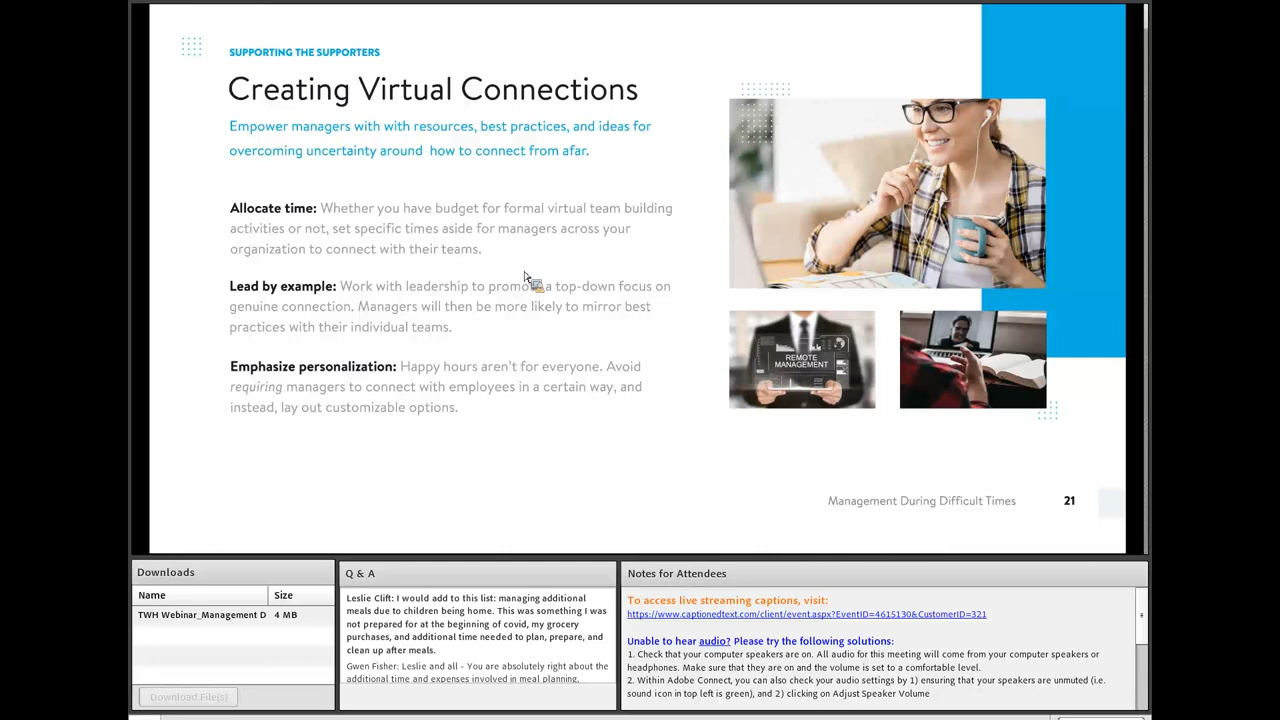 SUPPORTING THE SUPPORTERS
Creating Virtual Connections
Empower managers with with resources, best practices, and ideas for
overcoming uncertainty around how to connect from afar.
Allocate time: Whether you have budget for formal virtual team building
activities or not, set specific times aside for managers across your
organization to connect with their teams.
Lead by example: Work with leadership to promote a top-down focus on
genuine connection. Managers will then be more likely to mirror best
practices with their individual teams.
Emphasize personalization: Happy hours aren't for everyone. Avoid
requiring managers to connect with employees in a certain way, and
instead, lay out customizable options.
REMOTE
MANAGEMENT
Management During Difficult Times 21
Downloads
Name Size
TWH Webinar_Management D 4 MB
Download File(s)
Q & A
Leslie Clift: I would add to this list: managing additional
meals due to children being home. This was something I was
not prepared for at the beginning of covid, my grocery
purchases, and additional time needed to plan, prepare, and
clean up after meals.
Gwen Fisher: Leslie and all - You are absolutely right about the
additional time and expenses involved in meal planning,
Notes for Attendees
To access live streaming captions, visit:
https://www.captionedtext.com/client/event.aspx?EventID=4615130&CustomerID=321
Unable to hear audio? Please try the following solutions:
1. Check that your computer speakers are on. All audio for this meeting will come from your computer speakers or
headphones. Make sure that they are on and the volume is set to a comfortable level.
2. Within Adobe Connect, you can also check your audio settings by 1) ensuring that your speakers are unmuted (i.e.
sound icon in top left is green), and 2) clicking on Adjust Speaker Volume